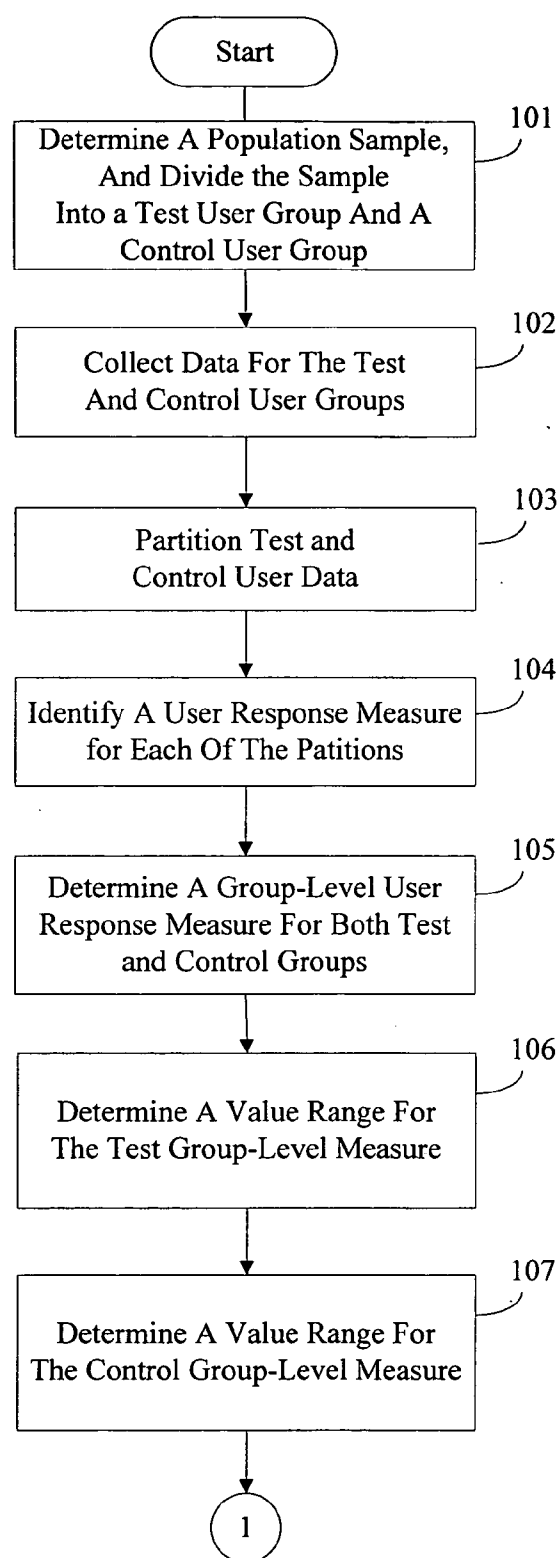 Start
101
Determine A Population Sample,
And Divide the Sample
Into a Test User Group And A
Control User Group
102
Collect Data For The Test
And Control User Groups
103
Partition Test and
Control User Data
104
Identify A User Response Measure
for Each Of The Patitions
105
Determine A Group-Level User
Response Measure For Both Test
and Control Groups
106
Determine A Value Range For
The Test Group-Level Measure
107
Determine A Value Range For
The Control Group-Level Measure
1